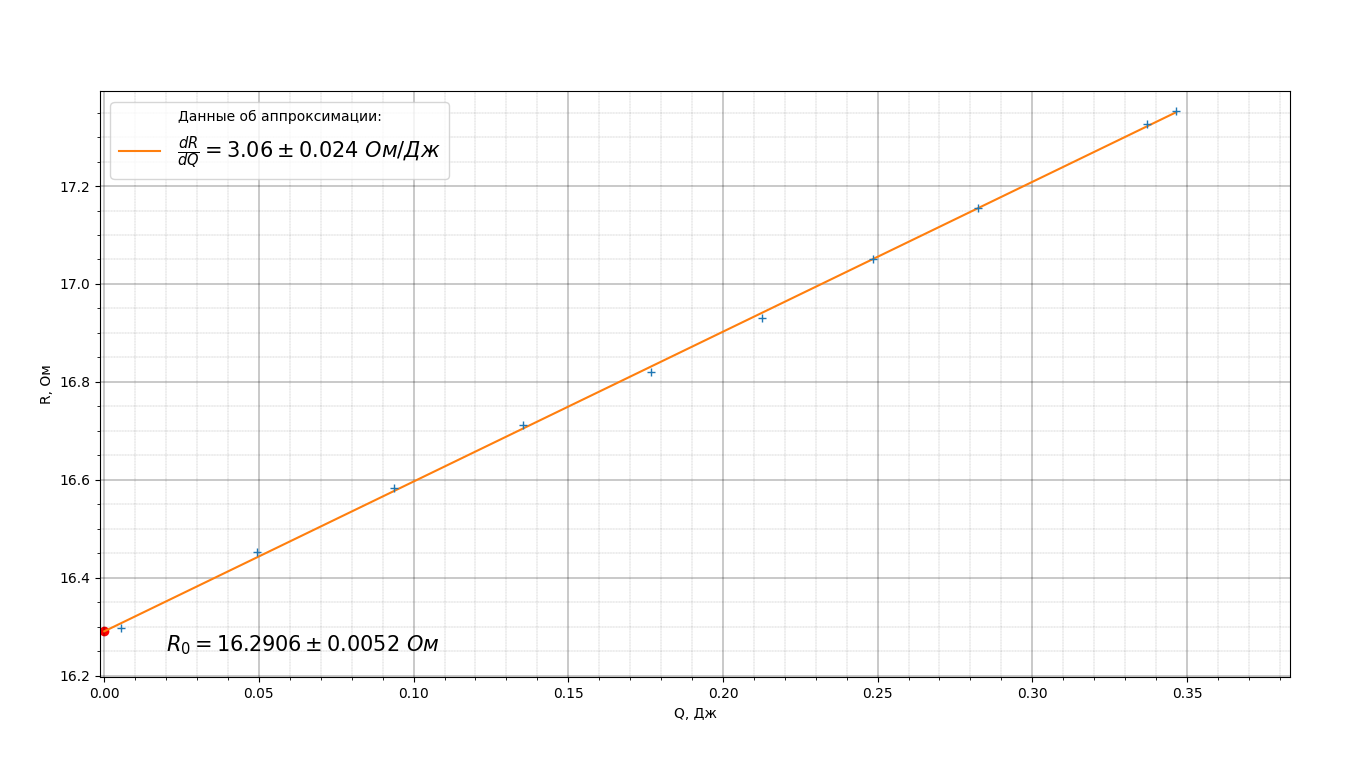 Данные об аппроксимации:
dR/dQ = 3.06 ± 0.024 Ом/Дж
17.2
17.0
16.8
16.6
16.4
16.2
R, Ом
R₀ = 16.2906 ± 0.0052 Ом
0.00 0.05 0.10 0.15 0.20 0.25 0.30 0.35
Q, Дж